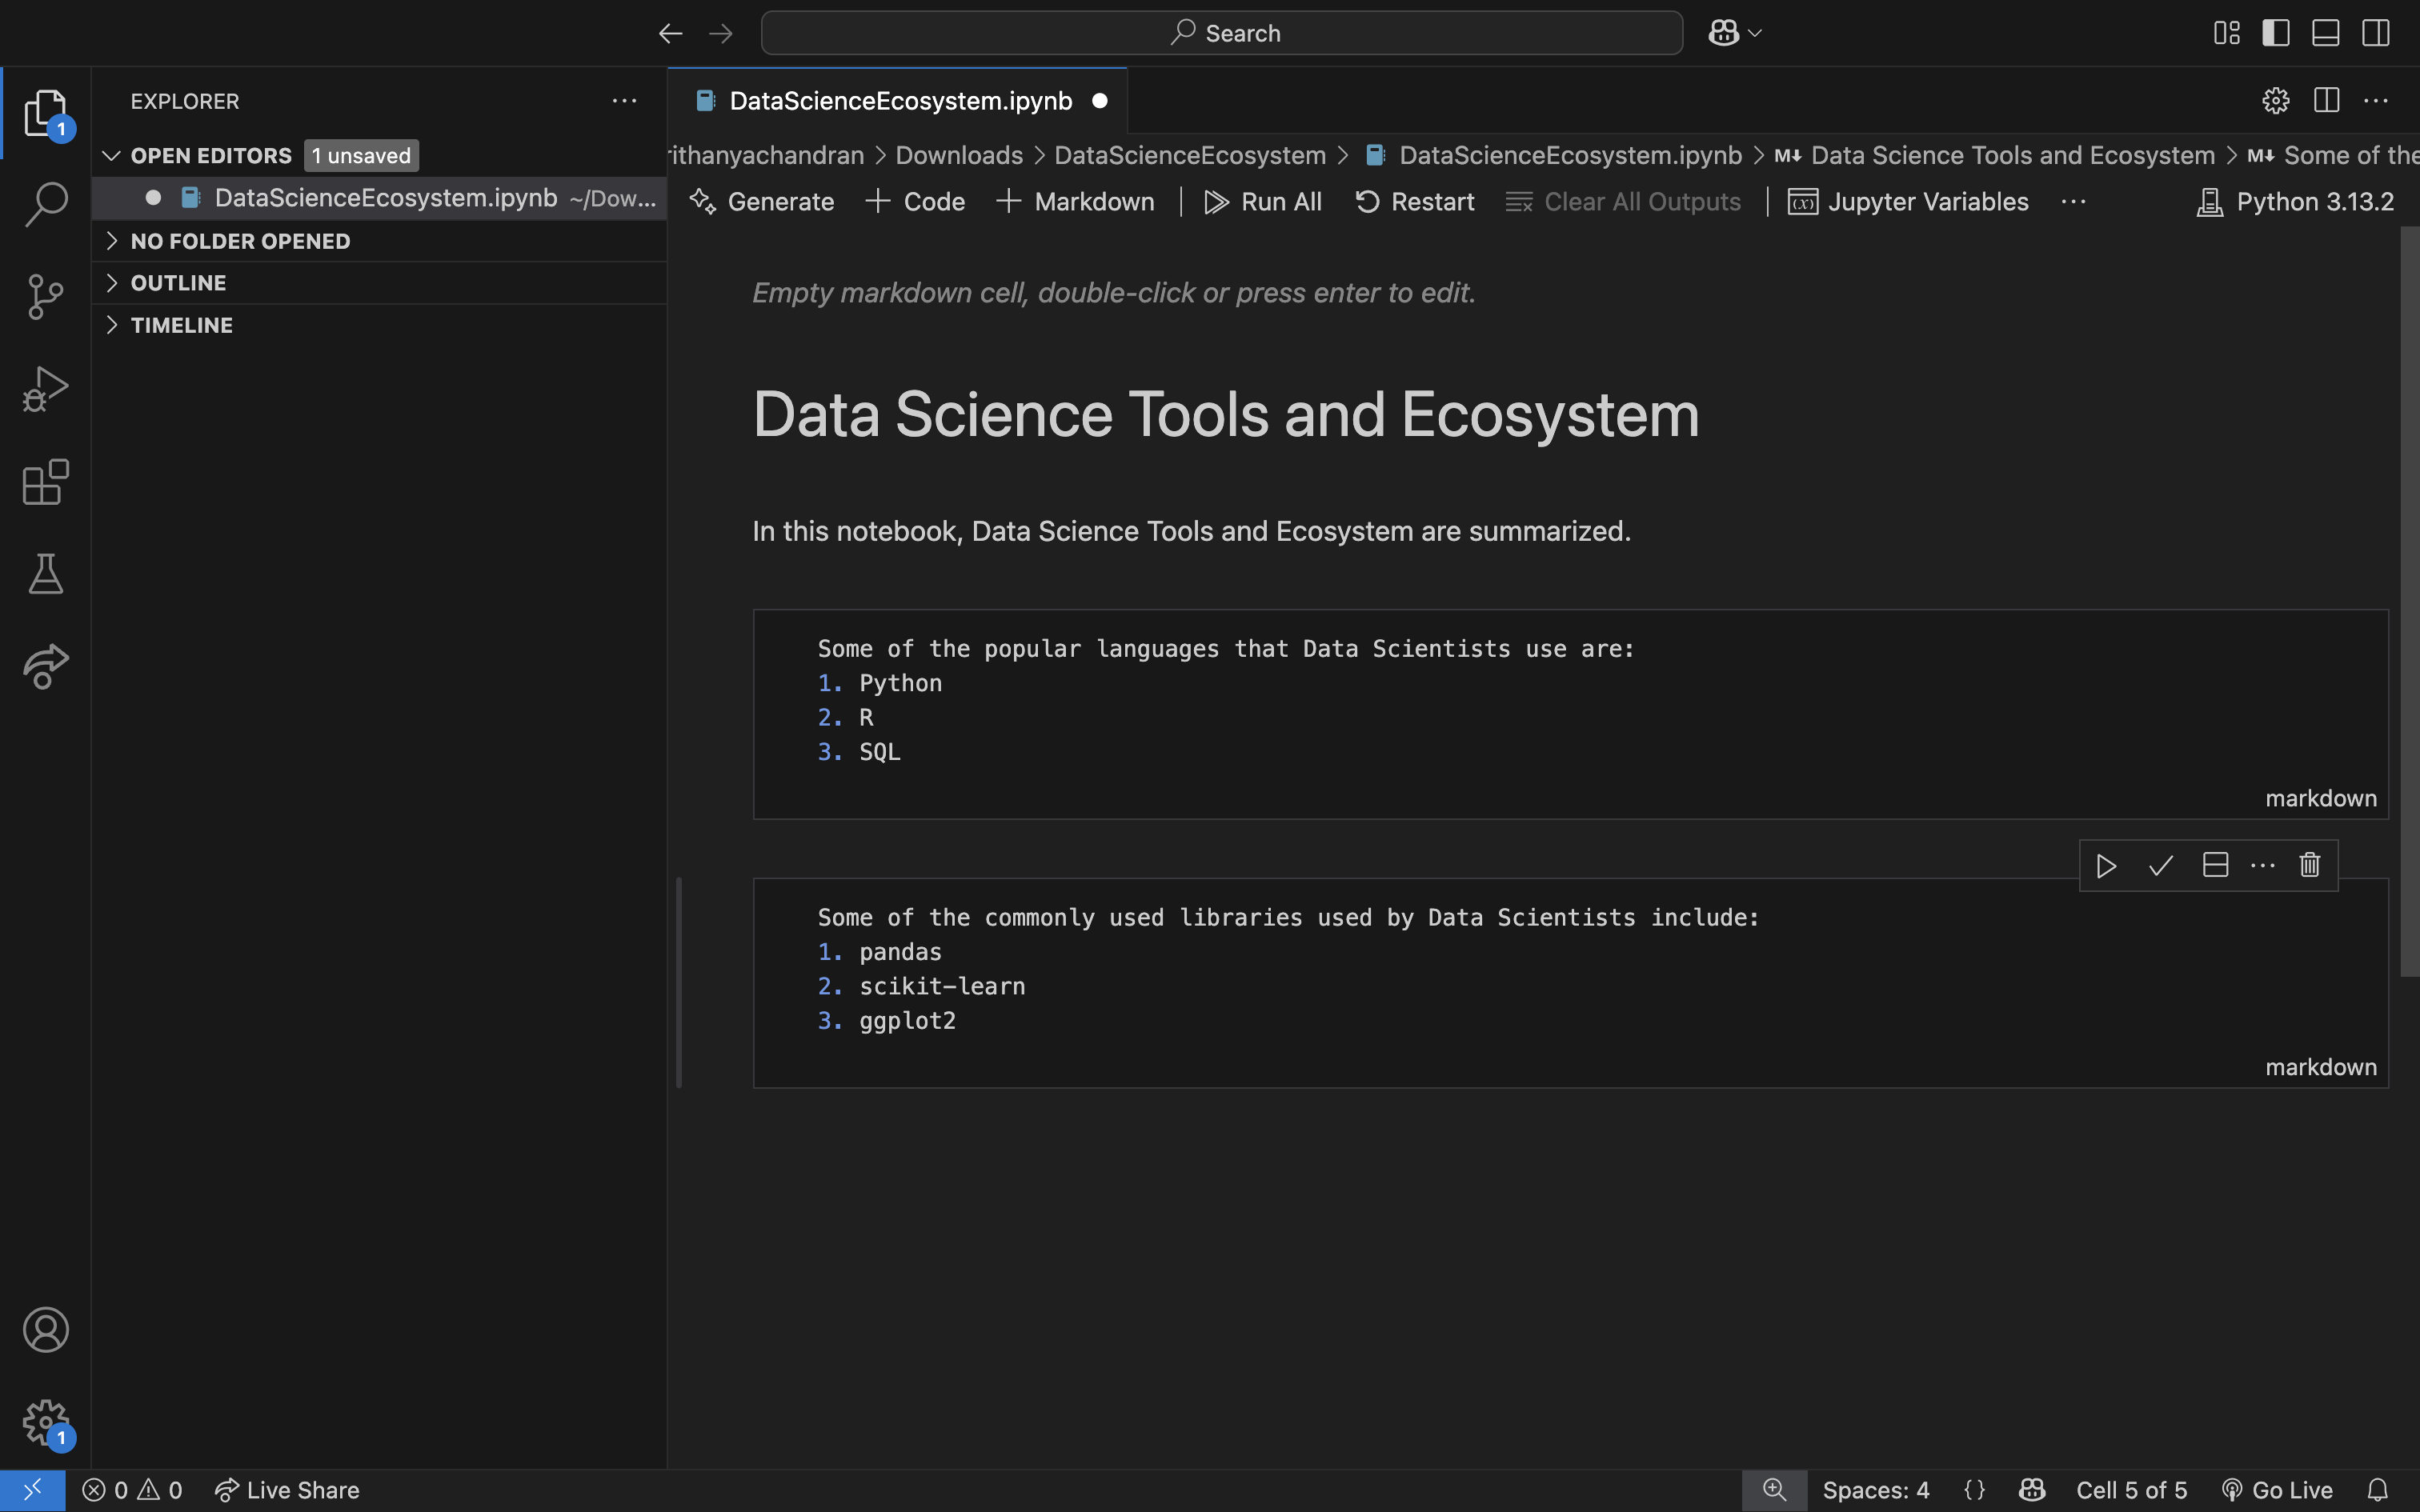 Search
EXPLORER
OPEN EDITORS 1 unsaved
DataScienceEcosystem.ipynb ~/Dow...
NO FOLDER OPENED
OUTLINE
TIMELINE
1
1
DataScienceEcosystem.ipynb
rithanyachandran > Downloads > DataScienceEcosystem > DataScienceEcosystem.ipynb > M↓ Data Science Tools and Ecosystem > M↓ Some of the
Generate + Code + Markdown | Run All Restart Clear All Outputs | Jupyter Variables ... Python 3.13.2
Empty markdown cell, double-click or press enter to edit.
Data Science Tools and Ecosystem
In this notebook, Data Science Tools and Ecosystem are summarized.
Some of the popular languages that Data Scientists use are:
1. Python
2. R
3. SQL
markdown
Some of the commonly used libraries used by Data Scientists include:
1. pandas
2. scikit-learn
3. ggplot2
markdown
0 0 Live Share
Spaces: 4 {} Cell 5 of 5 Go Live